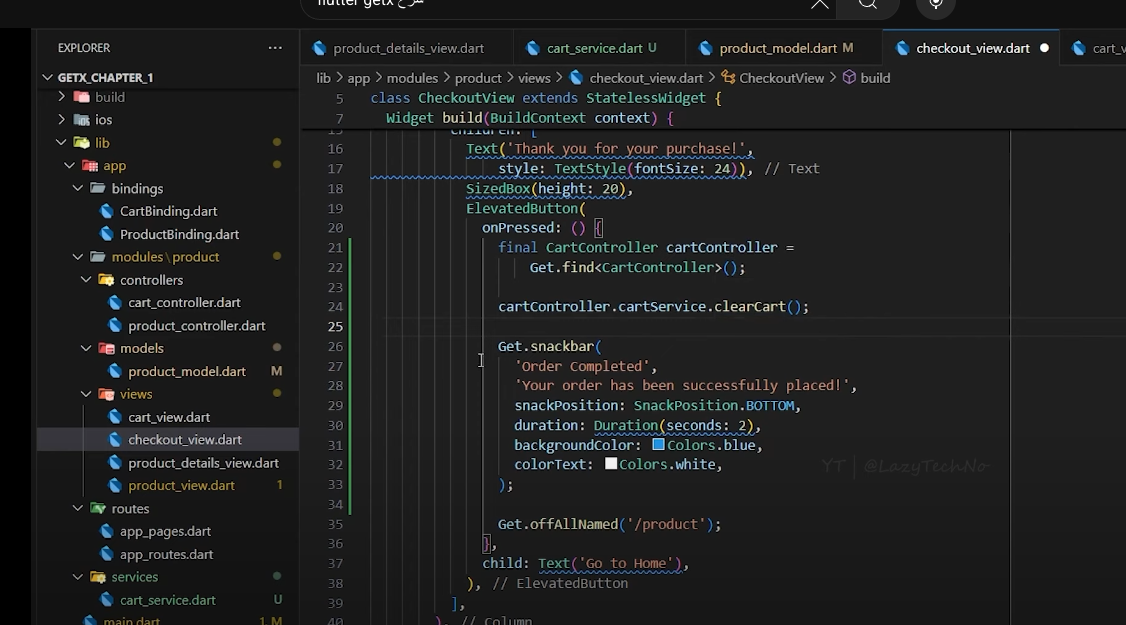 flutter getx شرح
EXPLORER
GETX_CHAPTER_1
build
ios
lib
app
bindings
CartBinding.dart
ProductBinding.dart
modules \ product
controllers
cart_controller.dart
product_controller.dart
models
product_model.dart M
views
cart_view.dart
checkout_view.dart
product_details_view.dart
product_view.dart 1
routes
app_pages.dart
app_routes.dart
services
cart_service.dart U
main.dart 1, M
product_details_view.dart cart_service.dart U product_model.dart M checkout_view.dart ● cart_v
lib > app > modules > product > views > checkout_view.dart > CheckoutView > build
5 class CheckoutView extends StatelessWidget {
7 Widget build(BuildContext context) {
15 children: [
16 Text('Thank you for your purchase!',
17 style: TextStyle(fontSize: 24)), // Text
18 SizedBox(height: 20),
19 ElevatedButton(
20 onPressed: () {
21 final CartController cartController =
22 Get.find<CartController>();
23
24 cartController.cartService.clearCart();
25
26 Get.snackbar(
27 'Order Completed',
28 'Your order has been successfully placed!',
29 snackPosition: SnackPosition.BOTTOM,
30 duration: Duration(seconds: 2),
31 backgroundColor: Colors.blue,
32 colorText: Colors.white,
33 );
34
35 Get.offAllNamed('/product');
36 },
37 child: Text('Go to Home'),
38 ), // ElevatedButton
39 ],
40 ), // Column
YT | @LazyTechNo